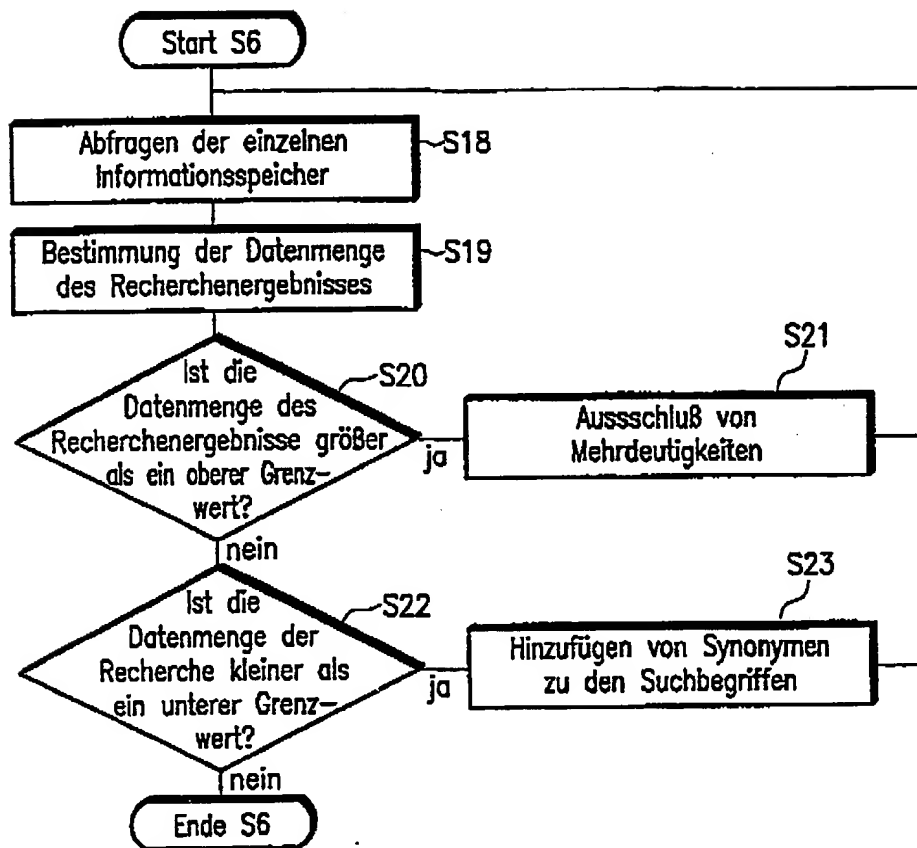 Start S6
Abfragen der einzelnen
Informationsspeicher
S18
Bestimmung der Datenmenge
des Recherchenergebnisses
S19
Ist die
Datenmenge des
Recherchenergebnisse größer
als ein oberer Grenz-
wert?
S20
ja
S21
Aussschluß von
Mehrdeutigkeiten
nein
Ist die
Datenmenge der
Recherche kleiner als
ein unterer Grenz-
wert?
S22
ja
S23
Hinzufügen von Synonymen
zu den Suchbegriffen
nein
Ende S6